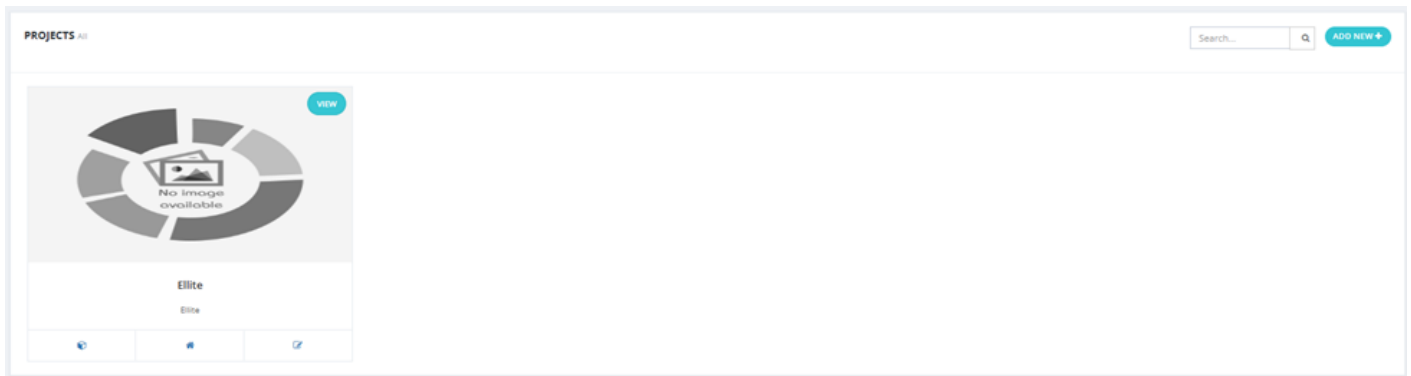 PROJECTS All
Search...
ADD NEW +
VIEW
No image
available
Ellite
Ellite